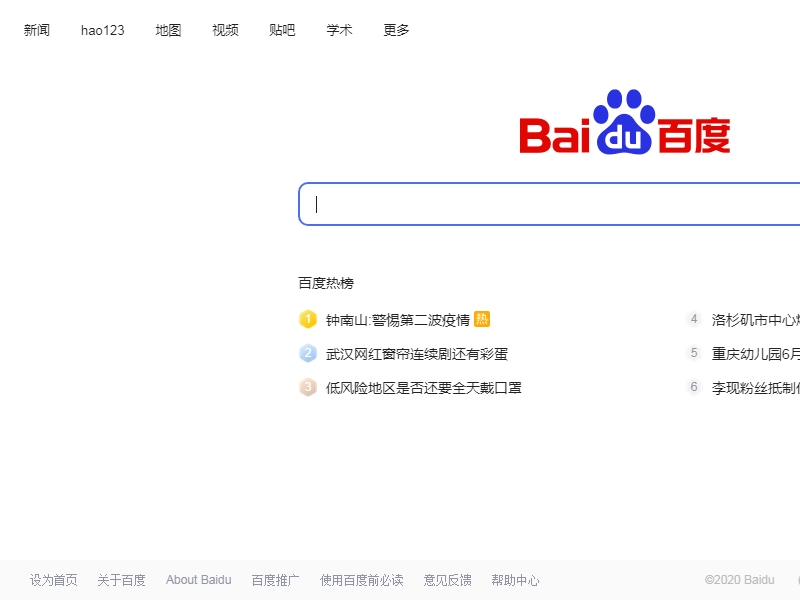 新闻 hao123 地图 视频 贴吧 学术 更多
Baidu百度
百度热榜
1 钟南山:警惕第二波疫情 热
4 洛杉矶市中心
2 武汉网红窗帘连续剧还有彩蛋
5 重庆幼儿园6月
3 低风险地区是否还要全天戴口罩
6 李现粉丝抵制
设为首页 关于百度 About Baidu 百度推广 使用百度前必读 意见反馈 帮助中心 ©2020 Baidu